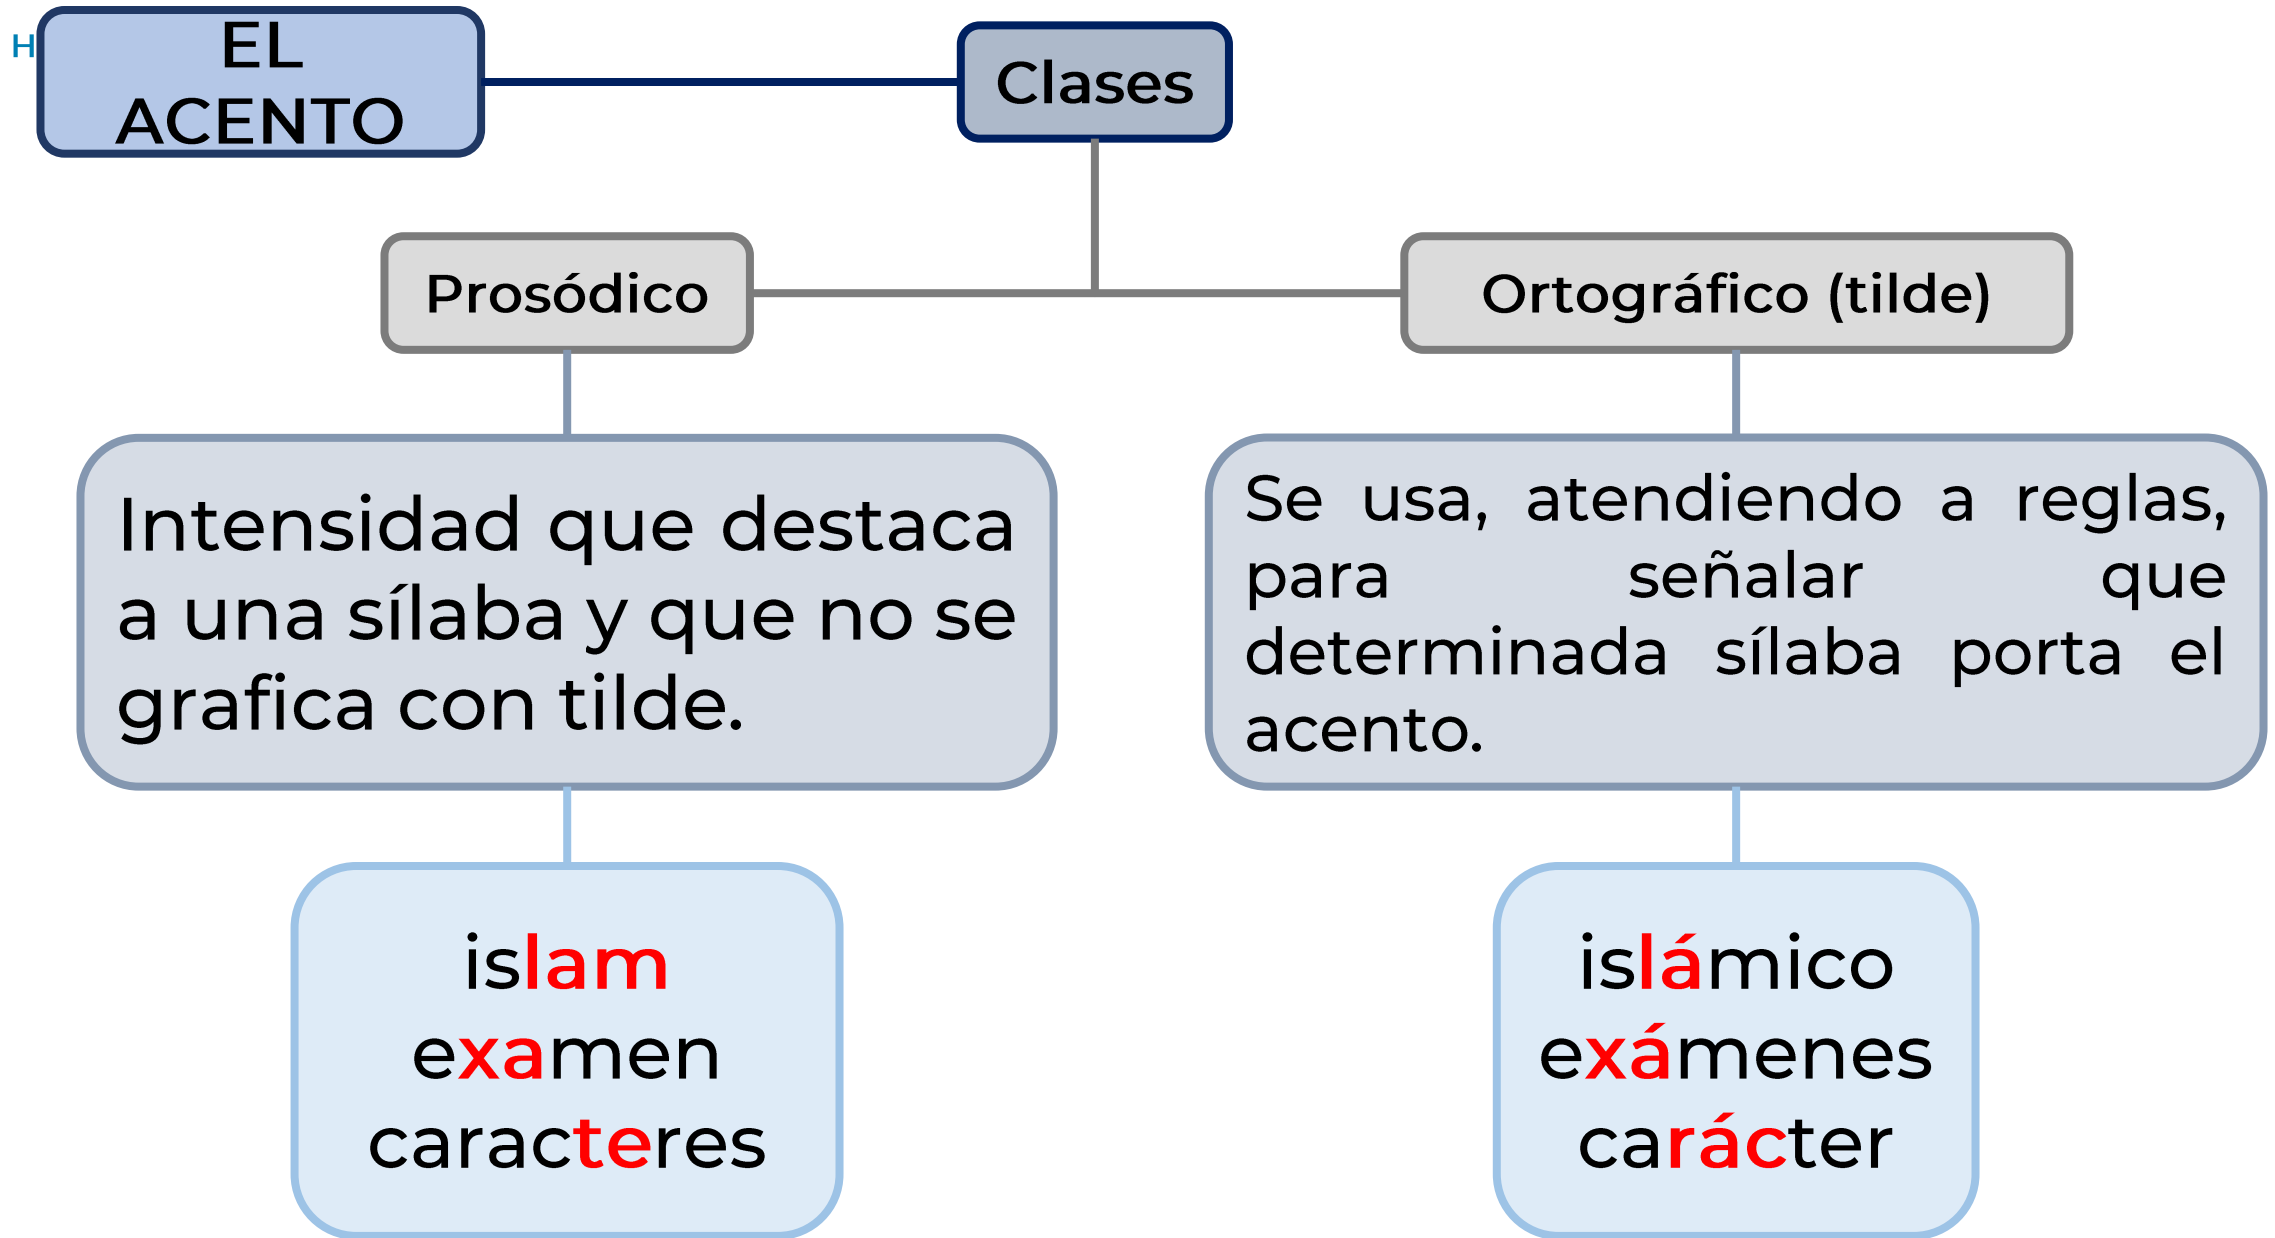 H
EL
ACENTO
Clases
Prosódico
Ortográfico (tilde)
Intensidad que destaca
a una sílaba y que no se
grafica con tilde.
Se usa, atendiendo a reglas,
para señalar que
determinada sílaba porta el
acento.
islam
examen
caracteres
islámico
exámenes
carácter